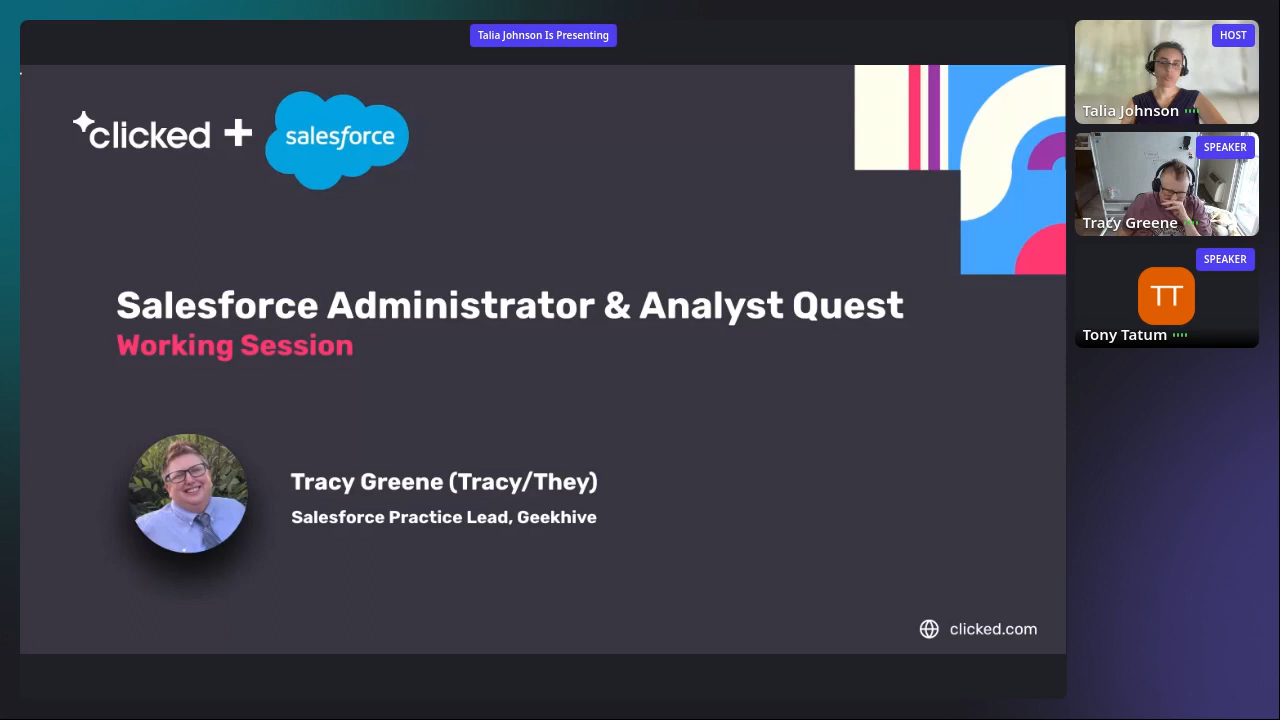 Talia Johnson Is Presenting
clicked + salesforce
Salesforce Administrator & Analyst Quest
Working Session
Tracy Greene (Tracy/They)
Salesforce Practice Lead, Geekhive
clicked.com
HOST
Talia Johnson
SPEAKER
Tracy Greene
SPEAKER
TT
Tony Tatum